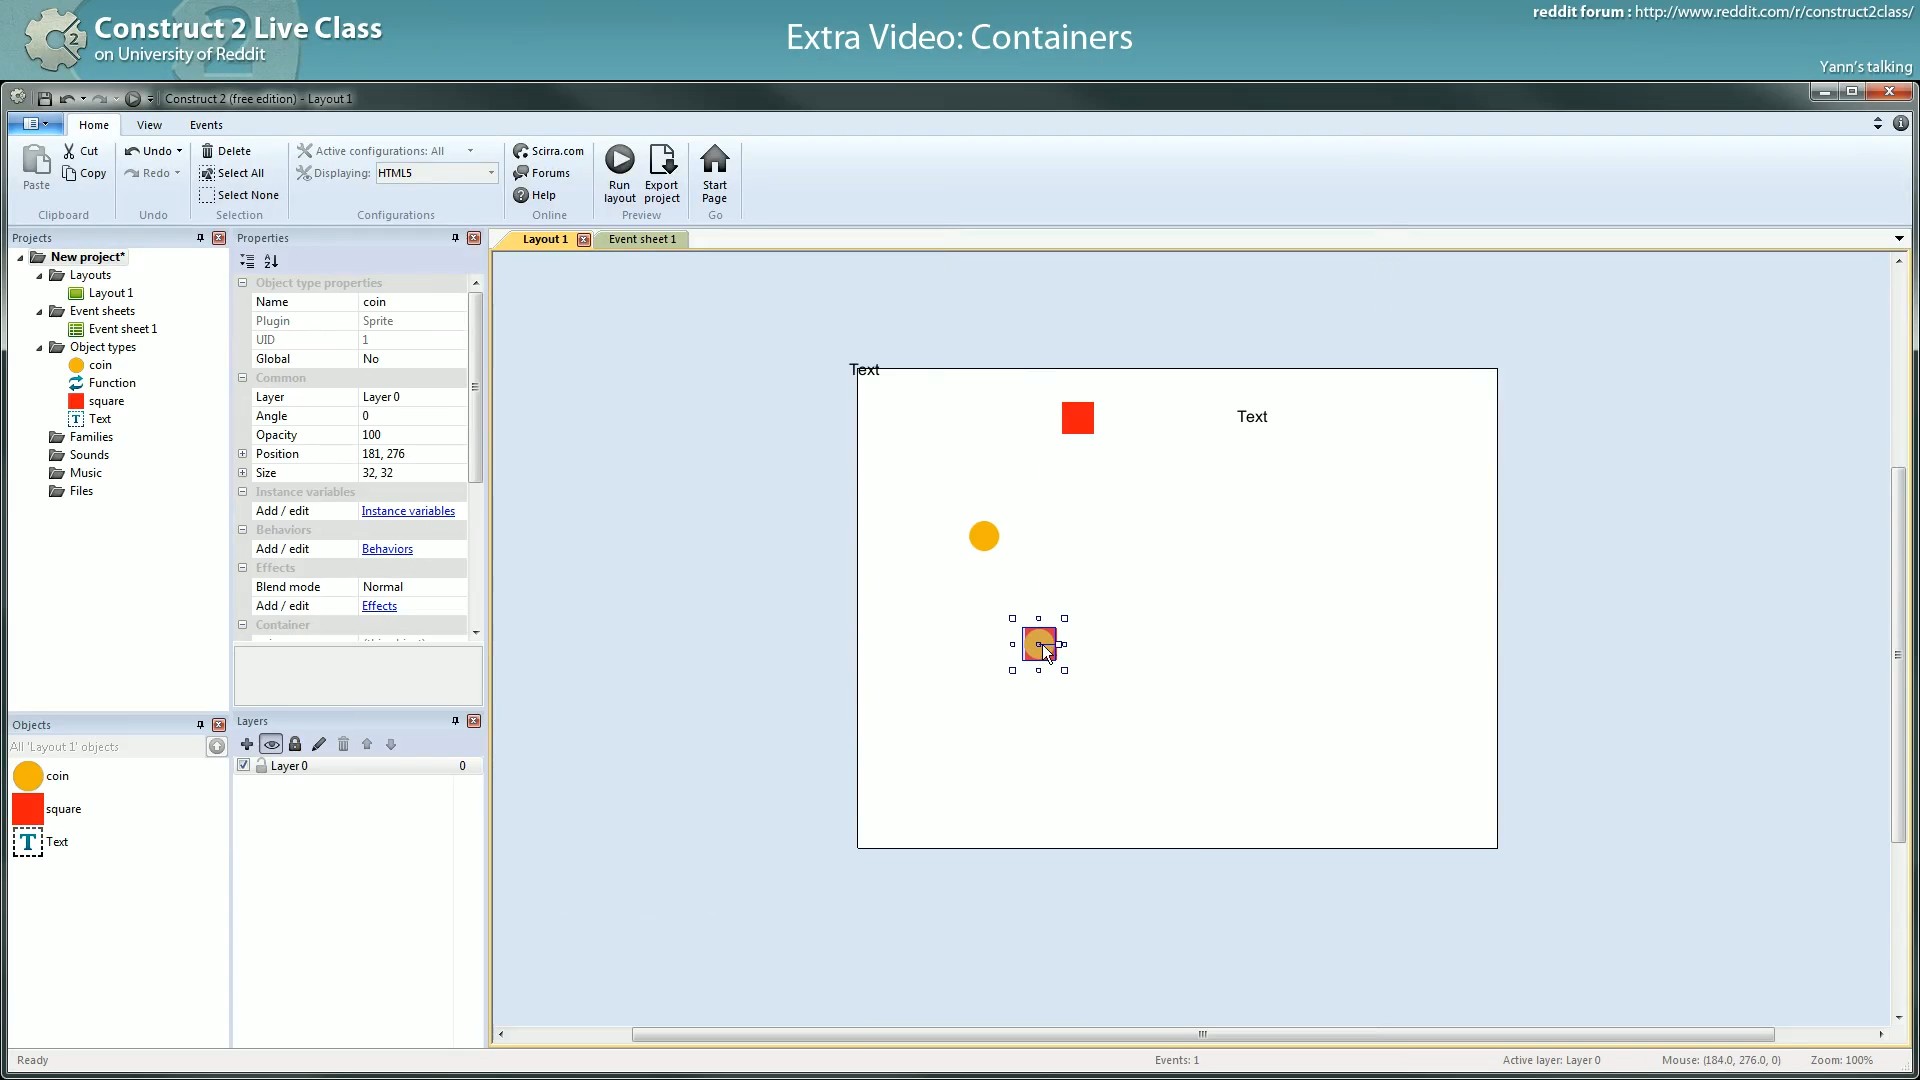 Construct 2 Live Class
on University of Reddit
Extra Video: Containers
reddit forum : http://www.reddit.com/r/construct2class/
Yann's talking
Construct 2 (free edition) - Layout 1
Home
View
Events
Paste
Cut
Copy
Clipboard
Undo
Redo
Undo
Delete
Select All
Select None
Selection
Active configurations: All
Displaying:
HTML5
Configurations
Scirra.com
Forums
Help
Online
Run layout
Export project
Preview
Start Page
Go
Projects
New project*
Layouts
Layout 1
Event sheets
Event sheet 1
Object types
coin
Function
square
Text
Families
Sounds
Music
Files
Properties
Object type properties
Name coin
Plugin Sprite
UID 1
Global No
Common
Layer Layer 0
Angle 0
Opacity 100
Position 181, 276
Size 32, 32
Instance variables
Add / edit Instance variables
Behaviors
Add / edit Behaviors
Effects
Blend mode Normal
Add / edit Effects
Container
Layout 1
Event sheet 1
Text
Text
Objects
All 'Layout 1' objects
coin
square
T Text
Layers
Layer 0 0
Ready
Events: 1
Active layer: Layer 0
Mouse: (184.0, 276.0, 0)
Zoom: 100%